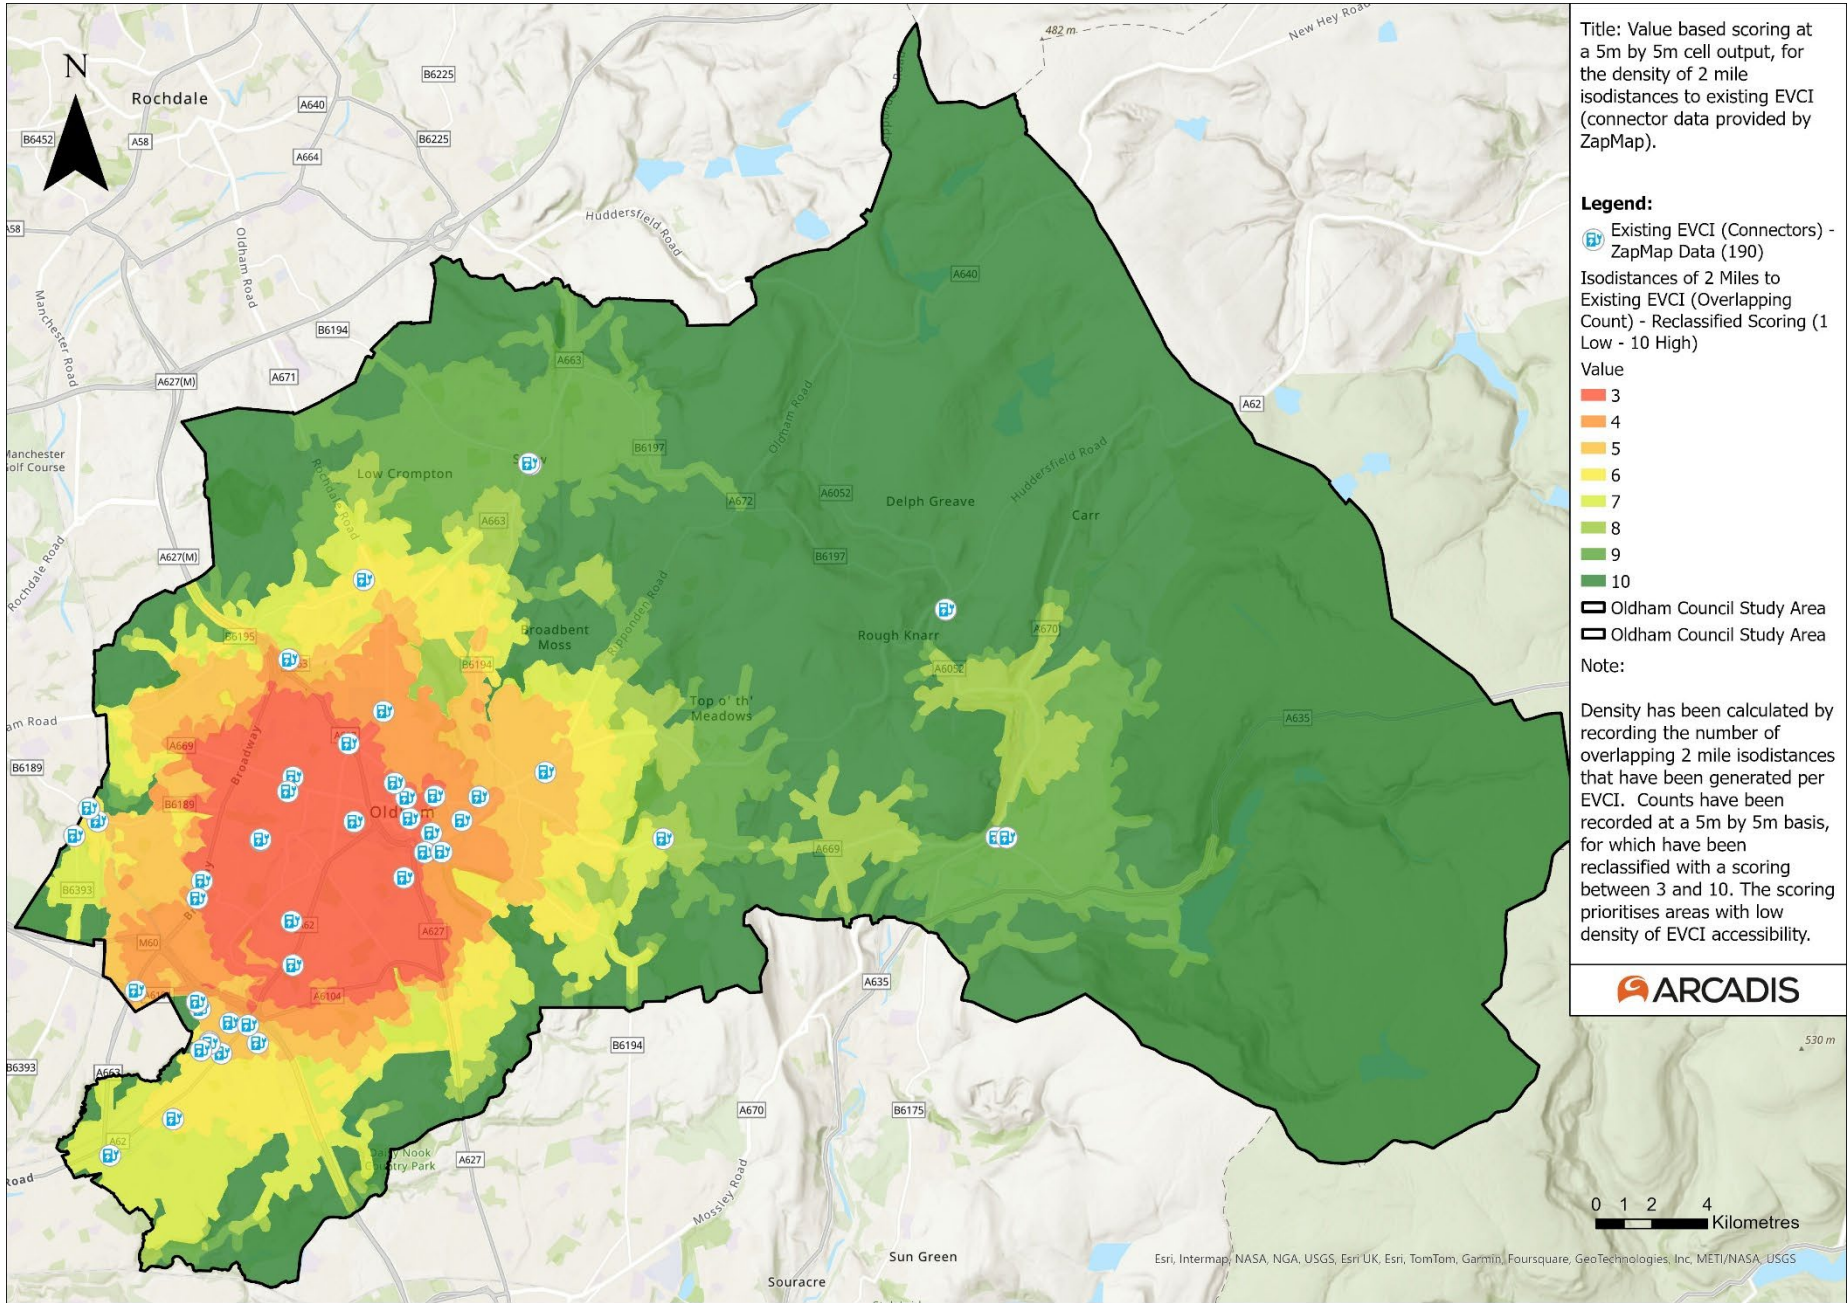 N
Rochdale
482 m
New Hey Road
B6225
A640
B6452
A58
B6225
A664
A58
Huddersfield Road
Oldham Road
Manchester Road
A640
B6194
A627(M)
A671
A663
A62
Oldham Road
Manchester
Golf Course
Rochdale Road
Low Crompton
B6197
Huddersfield Road
A672
A6052
Delph Greave
Carr
A663
A627(M)
B6197
Rochdale Road
Ripponden Road
B6195
Broadbent
Moss
Rough Knarr
A670
B6194
A6052
Top o' th'
Meadows
A635
A669
Broadway
B6189
B6189
Oldham
A669
B6393
M60
A62
A627
A635
A6104
B6194
B6393
A663
A670
B6175
A62
Daisy Nook
Country Park
A627
Road
Mossley Road
Sun Green
Souracre
530 m
Title: Value based scoring at
a 5m by 5m cell output, for
the density of 2 mile
isodistances to existing EVCI
(connector data provided by
ZapMap).
Legend:
Existing EVCI (Connectors) -
ZapMap Data (190)
Isodistances of 2 Miles to
Existing EVCI (Overlapping
Count) - Reclassified Scoring (1
Low - 10 High)
Value
3
4
5
6
7
8
9
10
Oldham Council Study Area
Oldham Council Study Area
Note:
Density has been calculated by
recording the number of
overlapping 2 mile isodistances
that have been generated per
EVCI. Counts have been
recorded at a 5m by 5m basis,
for which have been
reclassified with a scoring
between 3 and 10. The scoring
prioritises areas with low
density of EVCI accessibility.
ARCADIS
0 1 2 4
Kilometres
Esri, Intermap, NASA, NGA, USGS, Esri UK, Esri, TomTom, Garmin, Foursquare, GeoTechnologies, Inc, METI/NASA, USGS